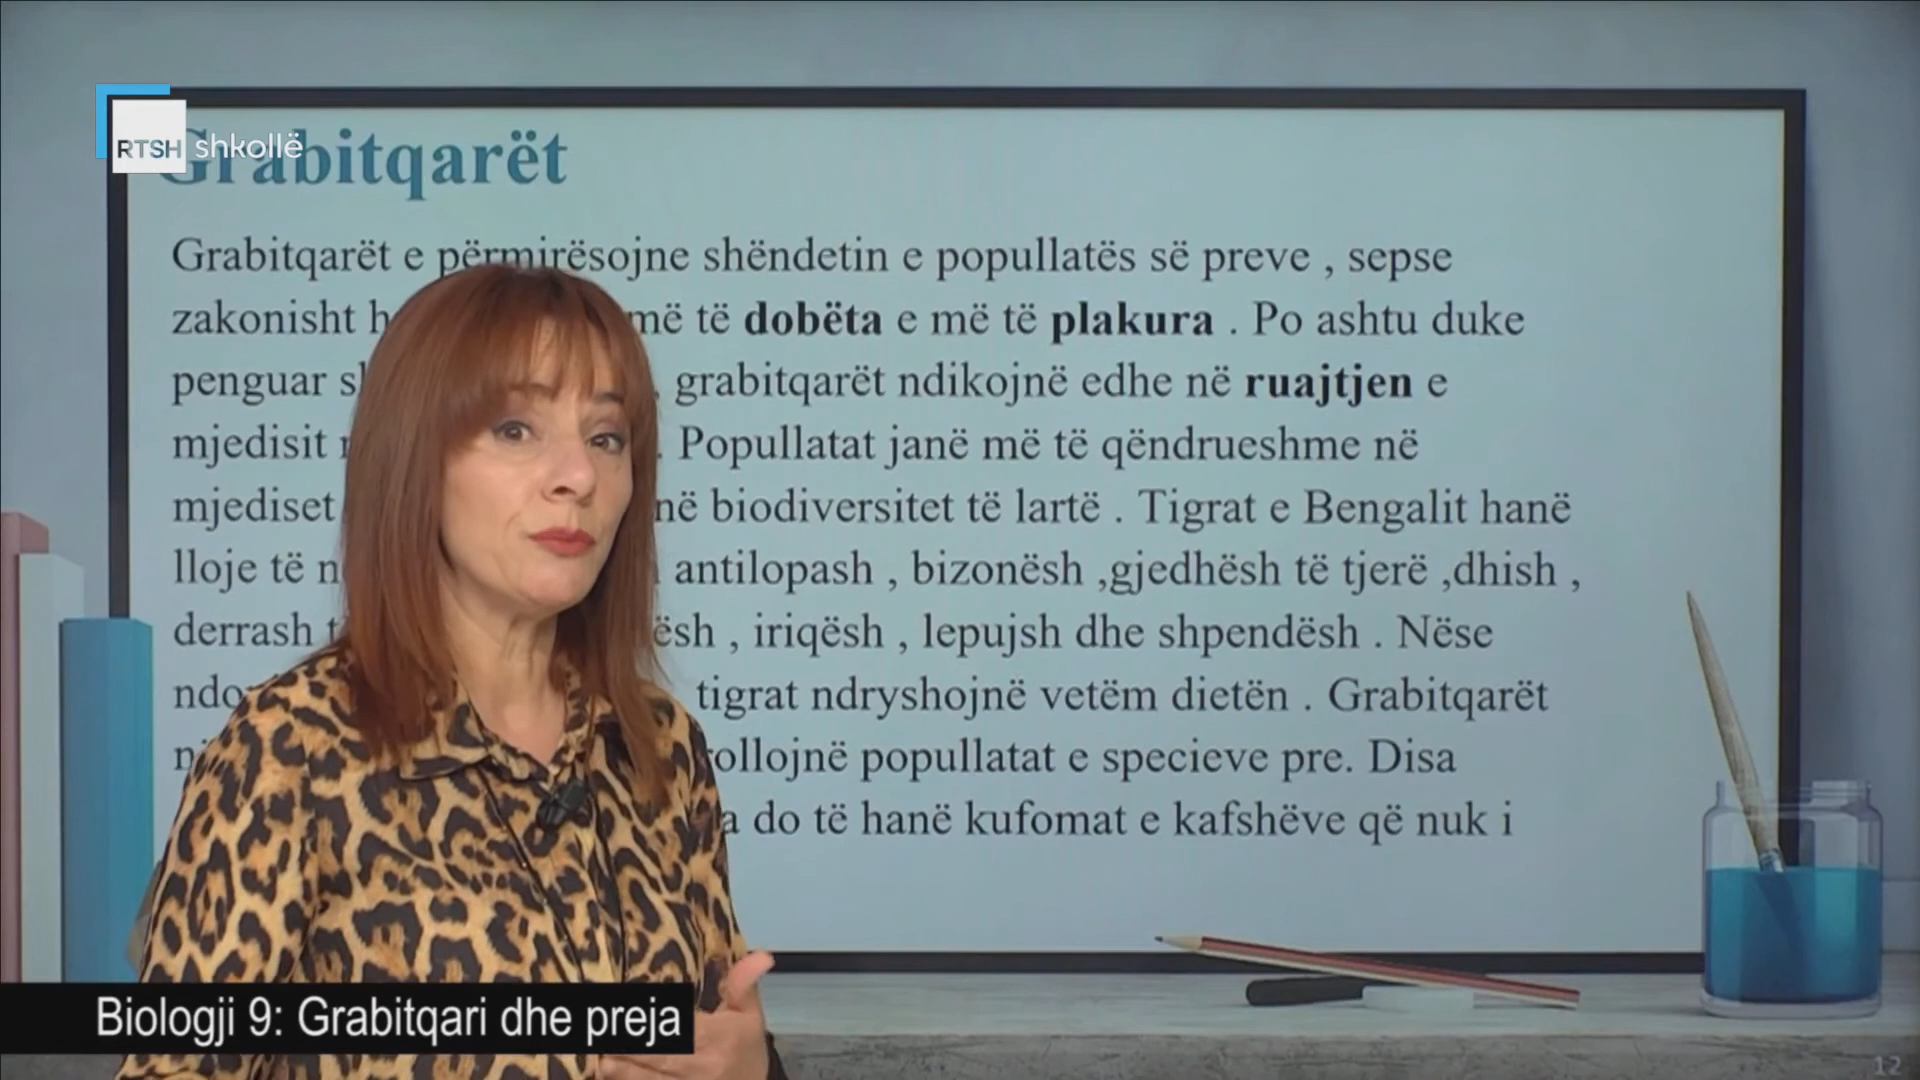 RTSH shkollë
Grabitqarët
Grabitqarët e përmirësojne shëndetin e popullatës së preve , sepse
zakonisht më të dobëta e më të plakura . Po ashtu duke
penguar grabitqarët ndikojnë edhe në ruajtjen e
mjedisit . Popullatat janë më të qëndrueshme në
mjediset në biodiversitet të lartë . Tigrat e Bengalit hanë
lloje të antilopash , bizonësh ,gjedhësh të tjerë ,dhish ,
derrash , iriqësh , lepujsh dhe shpendësh . Nëse
tigrat ndryshojnë vetëm dietën . Grabitqarët
popullatat e specieve pre. Disa
do të hanë kufomat e kafshëve që nuk i
Biologji 9: Grabitqari dhe preja
12